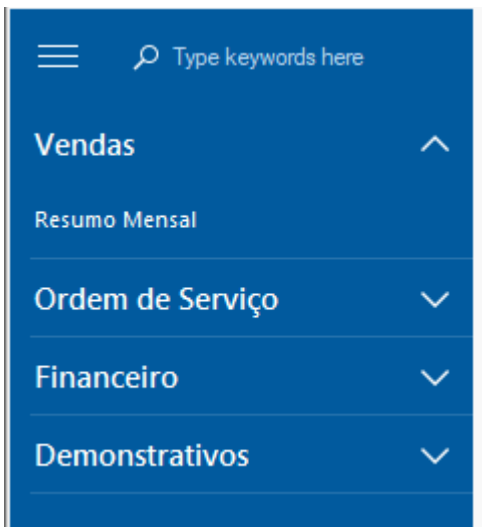 Type keywords here
Vendas
Resumo Mensal
Ordem de Serviço
Financeiro
Demonstrativos